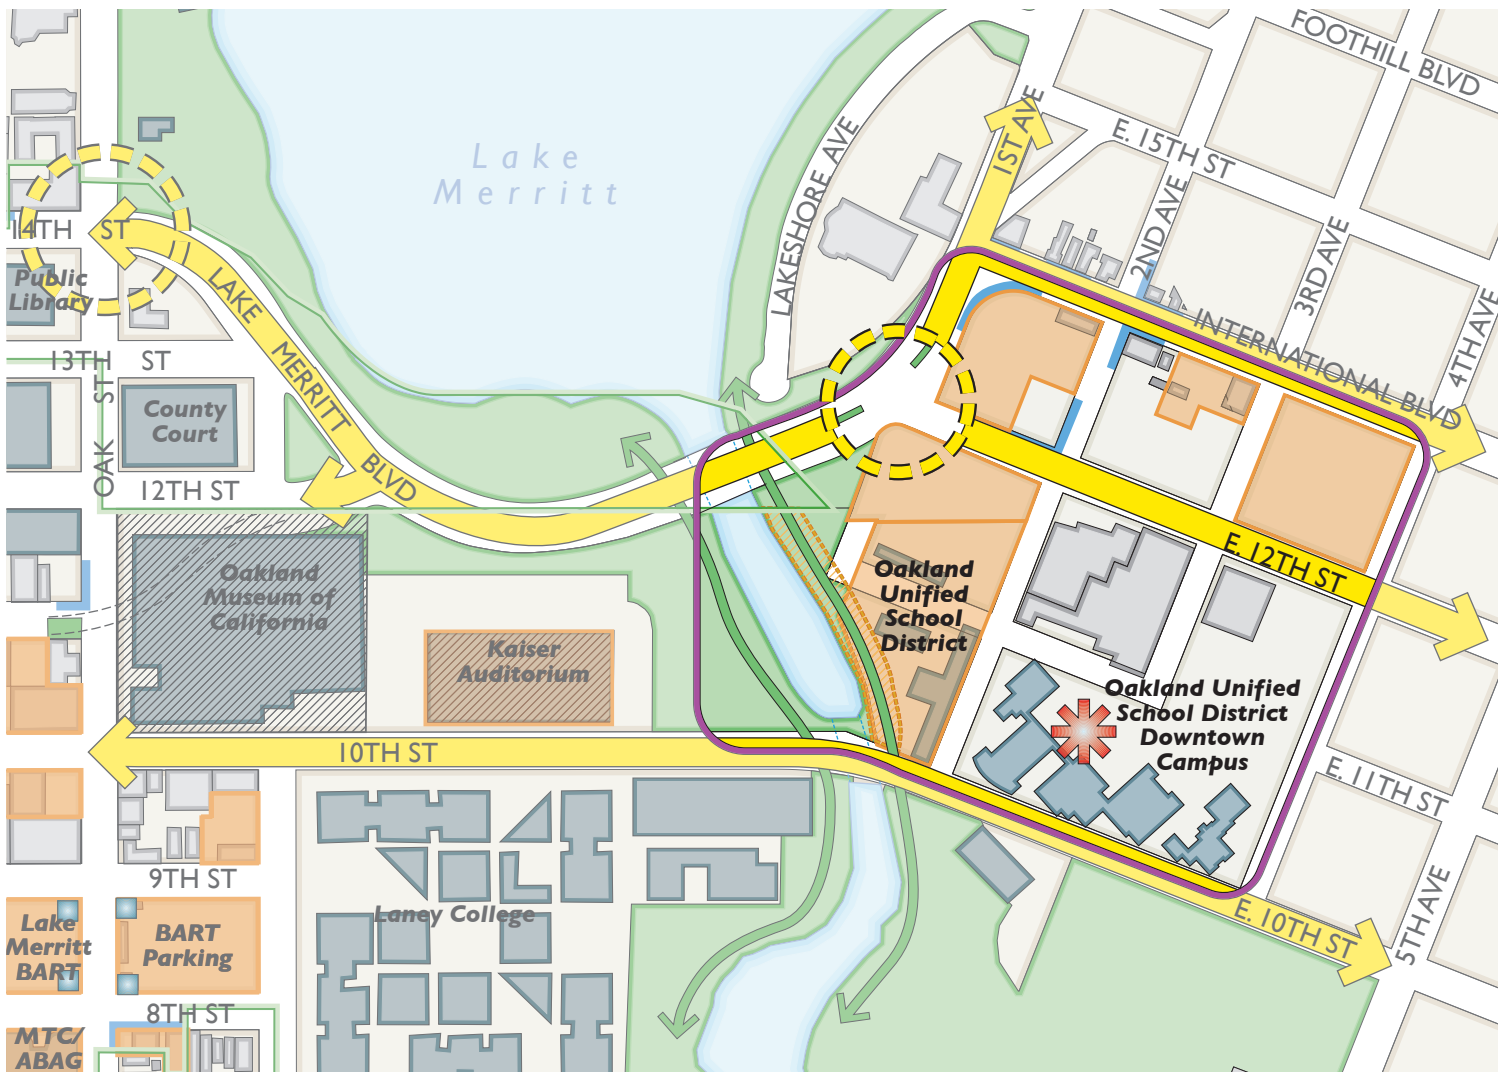 FOOTHILL BLVD
Lake
Merritt
LAKESHORE AVE
1ST AVE
E. 15TH ST
2ND AVE
3RD AVE
4TH AVE
INTERNATIONAL BLVD
14TH ST
Public
Library
LAKE MERRITT BLVD
13TH ST
OAK ST
County
Court
12TH ST
E. 12TH ST
Oakland
Museum of
California
Kaiser
Auditorium
Oakland
Unified
School
District
Oakland Unified
School District
Downtown
Campus
10TH ST
E. 11TH ST
9TH ST
Laney College
E. 10TH ST
5TH AVE
Lake
Merritt
BART
BART
Parking
8TH ST
MTC/
ABAG